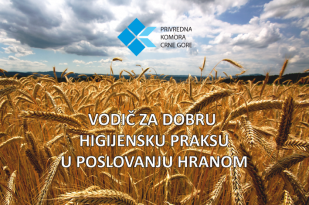 PRIVREDNA
KOMORA
CRNE GORE
VODIČ ZA DOBRU
HIGIJENSKU PRAKSU
U POSLOVANJU HRANOM